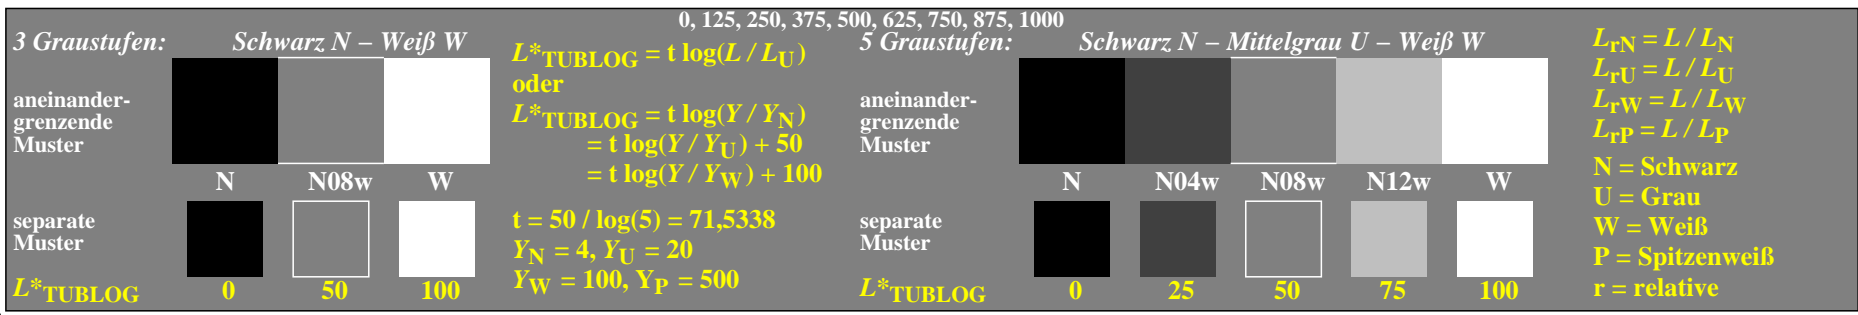 0, 125, 250, 375, 500, 625, 750, 875, 1000
3 Graustufen: Schwarz N – Weiß W
aneinander-
grenzende
Muster
N N08w W
separate
Muster
L*TUBLOG 0 50 100
L*TUBLOG = t log(L / LU)
oder
L*TUBLOG = t log(Y / YN)
= t log(Y / YU) + 50
= t log(Y / YW) + 100
t = 50 / log(5) = 71,5338
YN = 4, YU = 20
YW = 100, YP = 500
5 Graustufen: Schwarz N – Mittelgrau U – Weiß W
aneinander-
grenzende
Muster
N N04w N08w N12w W
separate
Muster
L*TUBLOG 0 25 50 75 100
LrN = L / LN
LrU = L / LU
LrW = L / LW
LrP = L / LP
N = Schwarz
U = Grau
W = Weiß
P = Spitzenweiß
r = relative